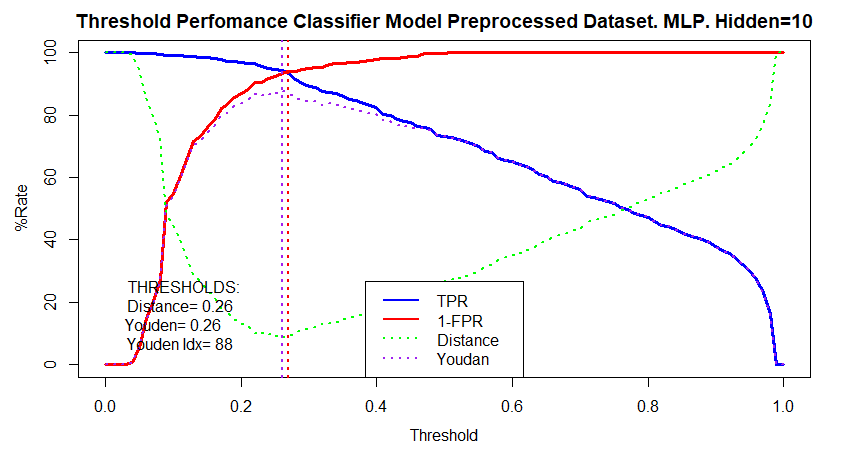 Threshold Perfomance Classifier Model Preprocessed Dataset. MLP. Hidden=10
%Rate
100
80
60
40
20
0
THRESHOLDS:
Distance= 0.26
Youden= 0.26
Youden Idx= 88
TPR
1-FPR
Distance
Youdan
0.0 0.2 0.4 0.6 0.8 1.0
Threshold